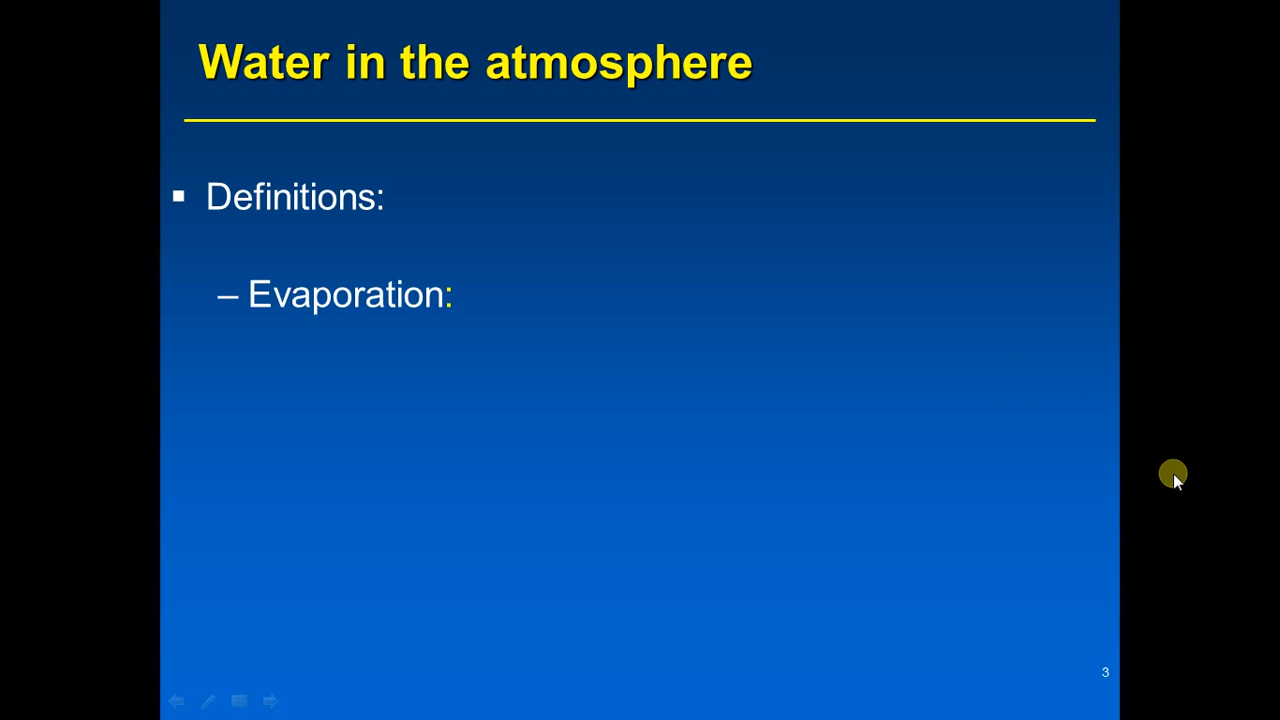 Water in the atmosphere
▪ Definitions:
– Evaporation:
3